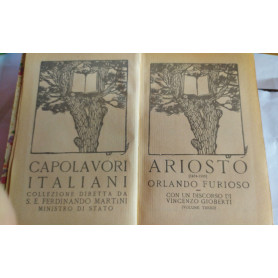 CAPOLAVORI
ITALIANI
COLLEZIONE DIRETTA DA
S. E. FERDINANDO MARTINI
MINISTRO DI STATO
ARIOSTO
ORLANDO FURIOSO
CON UN DISCORSO DI
VINCENZO GIOBERTI
VOLUME